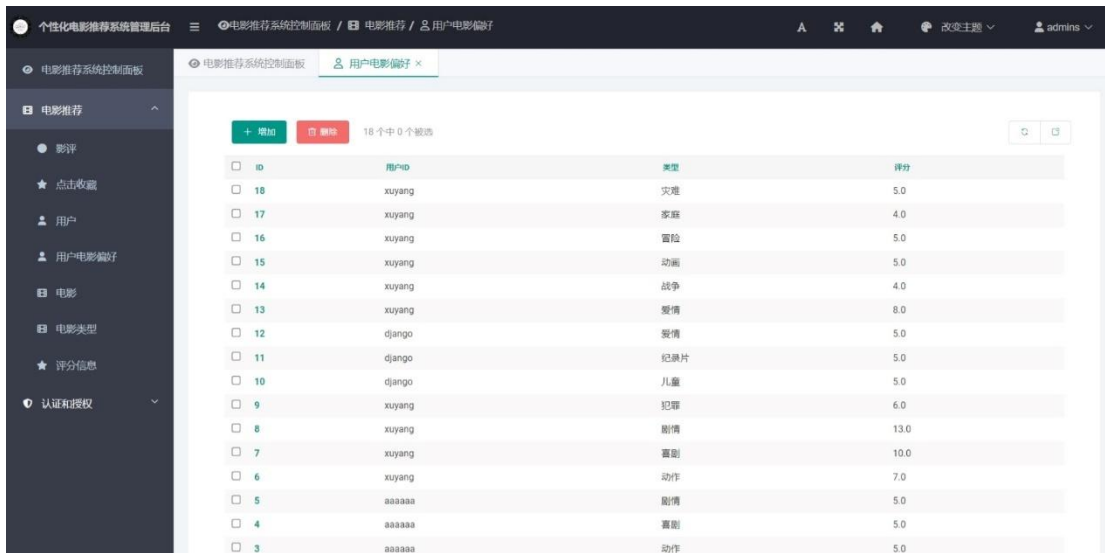 个性化电影推荐系统管理后台 电影推荐系统控制面板 / 电影推荐 / 用户电影偏好 A 改变主题 admins
电影推荐系统控制面板 用户电影偏好 ×
电影推荐系统控制面板
电影推荐
影评
点击收藏
用户
用户电影偏好
电影
电影类型
评分信息
认证和授权
+ 增加 删除 18 个中 0 个被选
ID 用户ID 类型 评分
18 xuyang 灾难 5.0
17 xuyang 家庭 4.0
16 xuyang 冒险 5.0
15 xuyang 动画 5.0
14 xuyang 战争 4.0
13 xuyang 爱情 8.0
12 django 爱情 5.0
11 django 纪录片 5.0
10 django 儿童 5.0
9 xuyang 犯罪 6.0
8 xuyang 剧情 13.0
7 xuyang 喜剧 10.0
6 xuyang 动作 7.0
5 aaaaaa 剧情 5.0
4 aaaaaa 喜剧 5.0
3 aaaaaa 动作 5.0